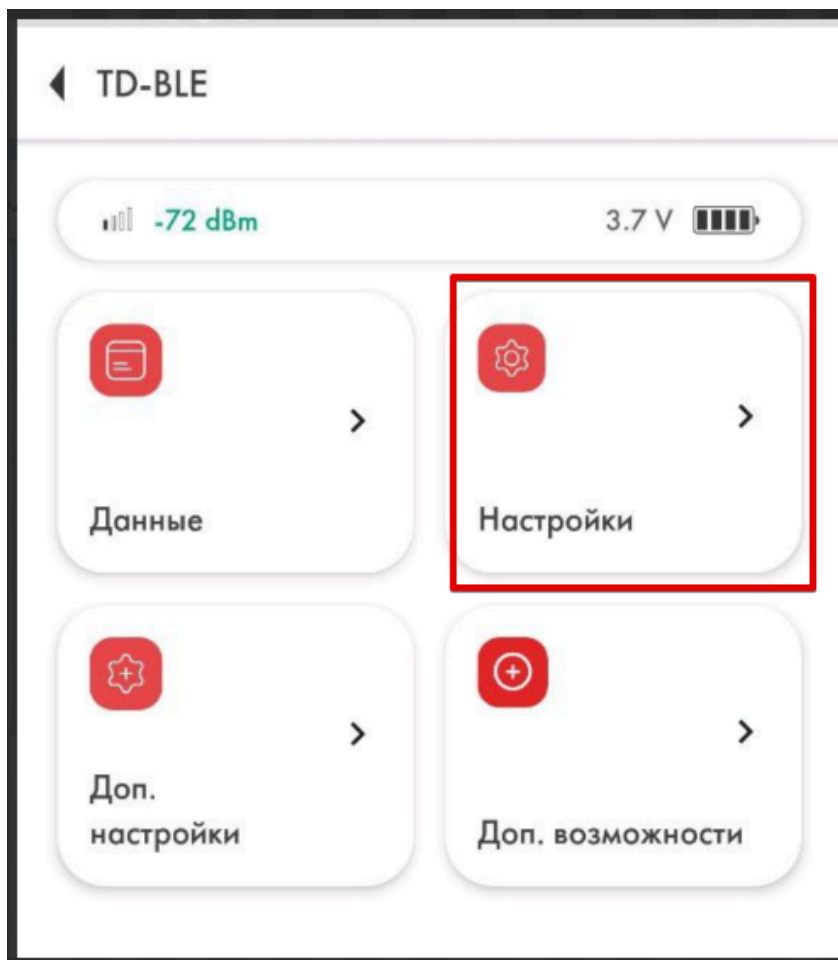 TD-BLE
-72 dBm 3.7 V
Данные
Настройки
Доп.
настройки
Доп. возможности